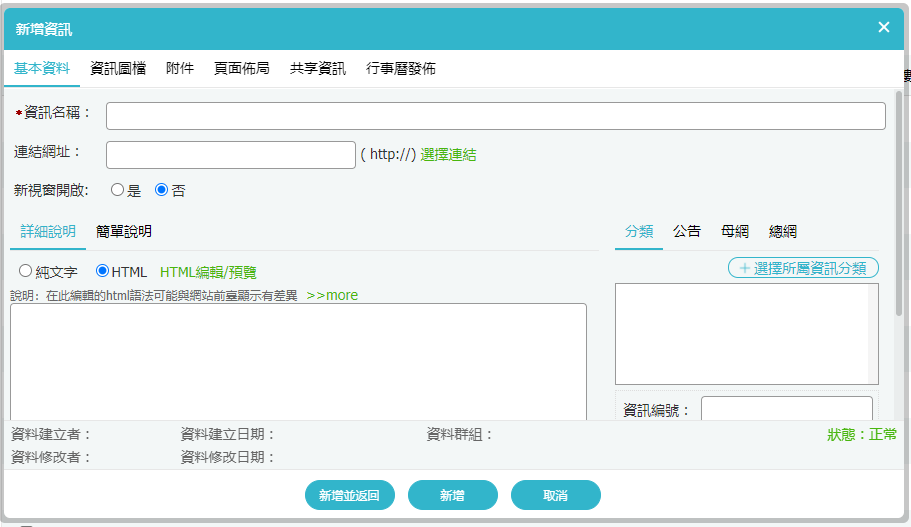 新增資訊
基本資料 資訊圖檔 附件 頁面佈局 共享資訊 行事曆發佈
*資訊名稱：
連結網址： ( http://) 選擇連結
新視窗開啟: 是 否
詳細說明 簡單說明 分類 公告 母網 總網
純文字 HTML HTML編輯/預覽 ＋選擇所屬資訊分類
說明: 在此編輯的html語法可能與網站前臺顯示有差異 >>more
資訊編號：
資料建立者： 資料建立日期： 資料群組： 狀態：正常
資料修改者： 資料修改日期：
新增並返回 新增 取消